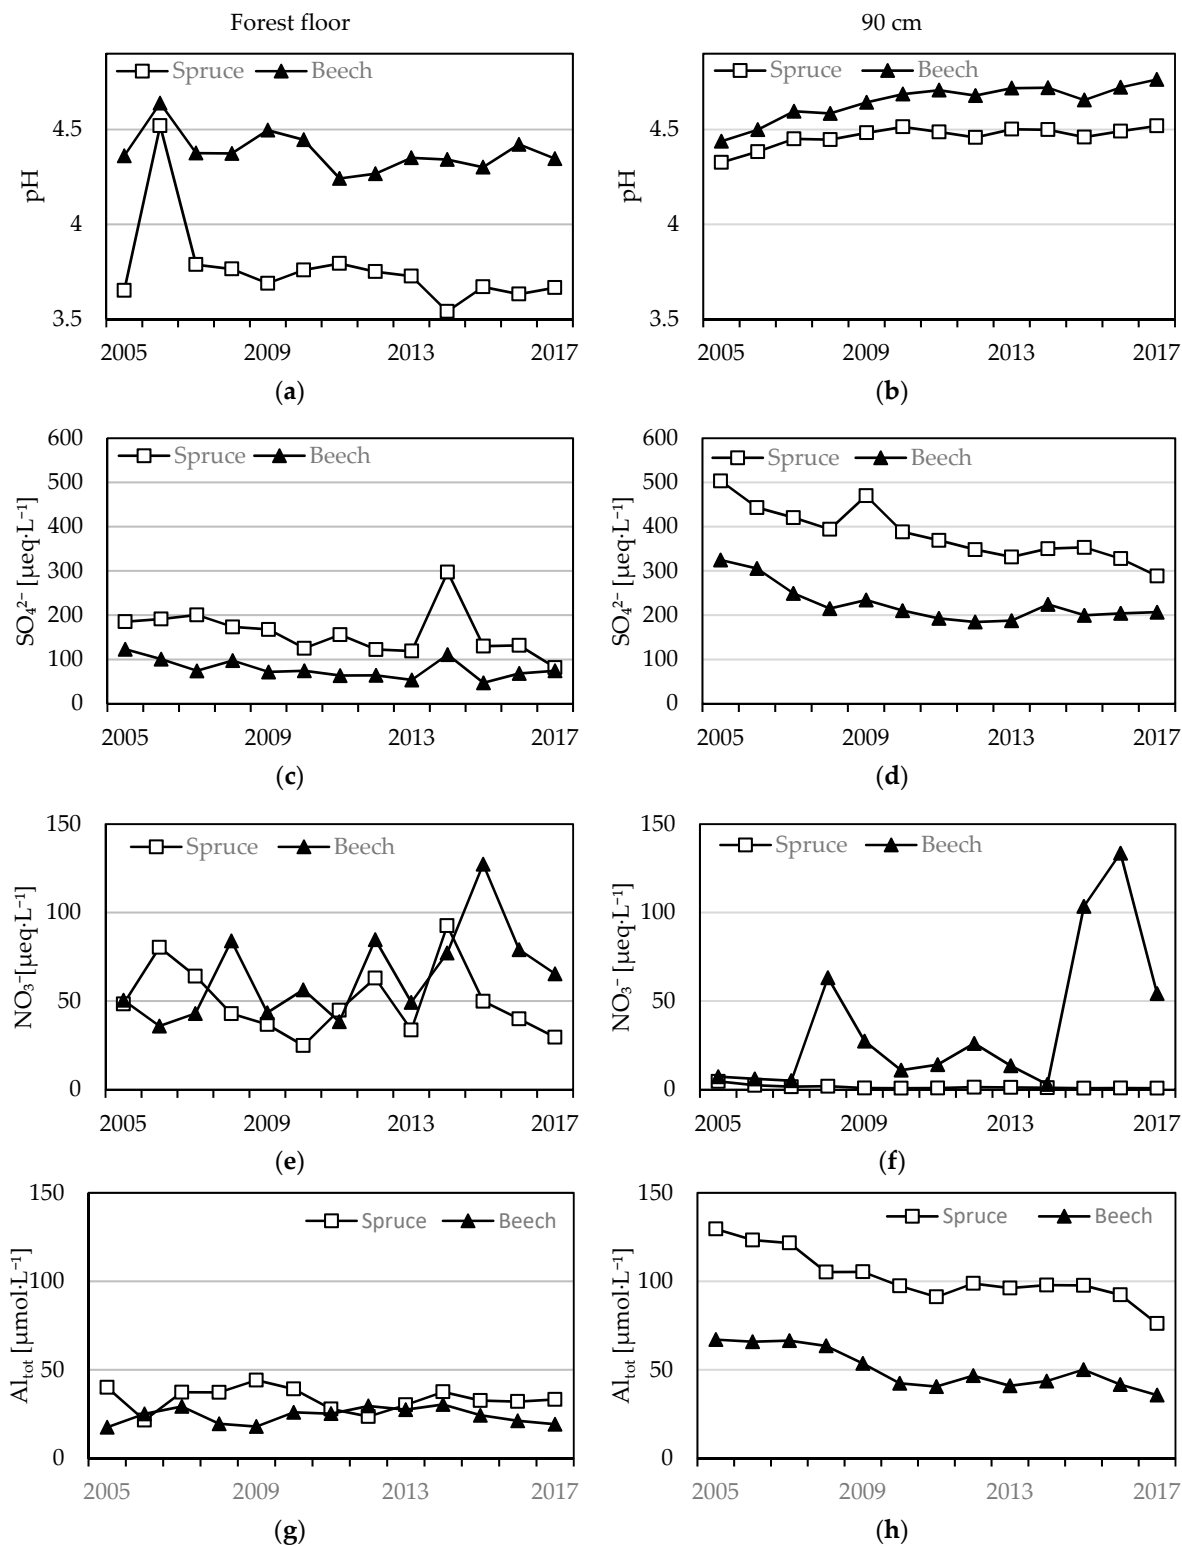 Forest floor
90 cm
Spruce Beech
4.5
pH
4
3.5
2005 2009 2013 2017
(a)
Spruce Beech
4.5
pH
4
3.5
2005 2009 2013 2017
(b)
600
Spruce Beech
500
400
SO₄²⁻ [µeq·L⁻¹]
300
200
100
0
2005 2009 2013 2017
(c)
600
Spruce Beech
500
400
SO₄²⁻ [µeq·L⁻¹]
300
200
100
0
2005 2009 2013 2017
(d)
150
Spruce Beech
100
NO₃⁻[µeq·L⁻¹]
50
0
2005 2009 2013 2017
(e)
150
Spruce Beech
100
NO₃⁻ [µeq·L⁻¹]
50
0
2005 2009 2013 2017
(f)
150
Spruce Beech
100
Alₜₒₜ [µmol·L⁻¹]
50
0
2005 2009 2013 2017
(g)
150
Spruce Beech
100
Alₜₒₜ [µmol·L⁻¹]
50
0
2005 2009 2013 2017
(h)